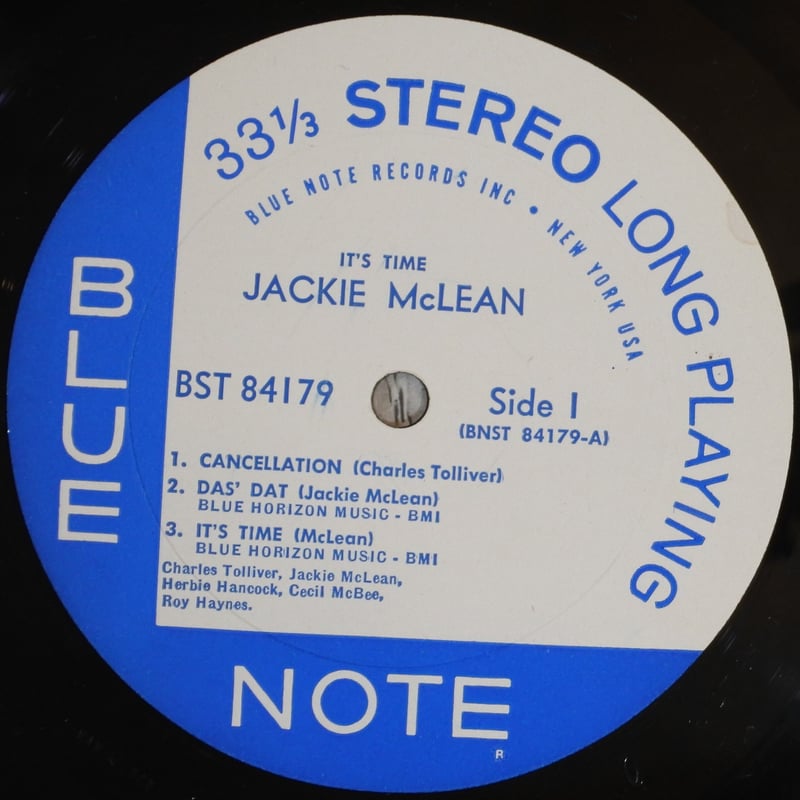 33⅓ STEREO LONG PLAYING
BLUE NOTE RECORDS INC • NEW YORK USA
IT'S TIME
JACKIE McLEAN
BST 84179
Side 1
(BNST 84179-A)
1. CANCELLATION (Charles Tolliver)
2. DAS' DAT (Jackie McLean)
BLUE HORIZON MUSIC - BMI
3. IT'S TIME (McLean)
BLUE HORIZON MUSIC - BMI
Charles Tolliver, Jackie McLean,
Herbie Hancock, Cecil McBee,
Roy Haynes.
BLUE
NOTE
R